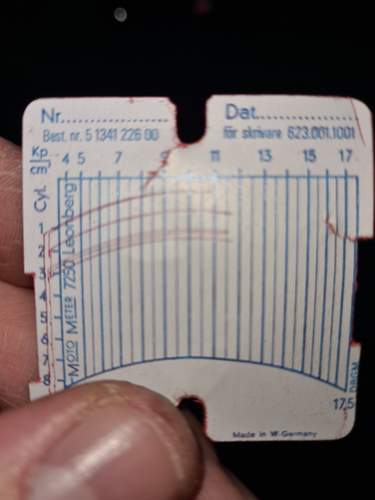 Nr.................... Dat....................
Best. nr. 5 1341 226 00 för skrivare 623.001.1001
Kp 4 5 7 9 11 13 15 17
cm²
Cyl.
1
2
3
4
5
6
7
8
MOTO METER 7250 Leonberg
DBGM
17,5
Made in W.Germany